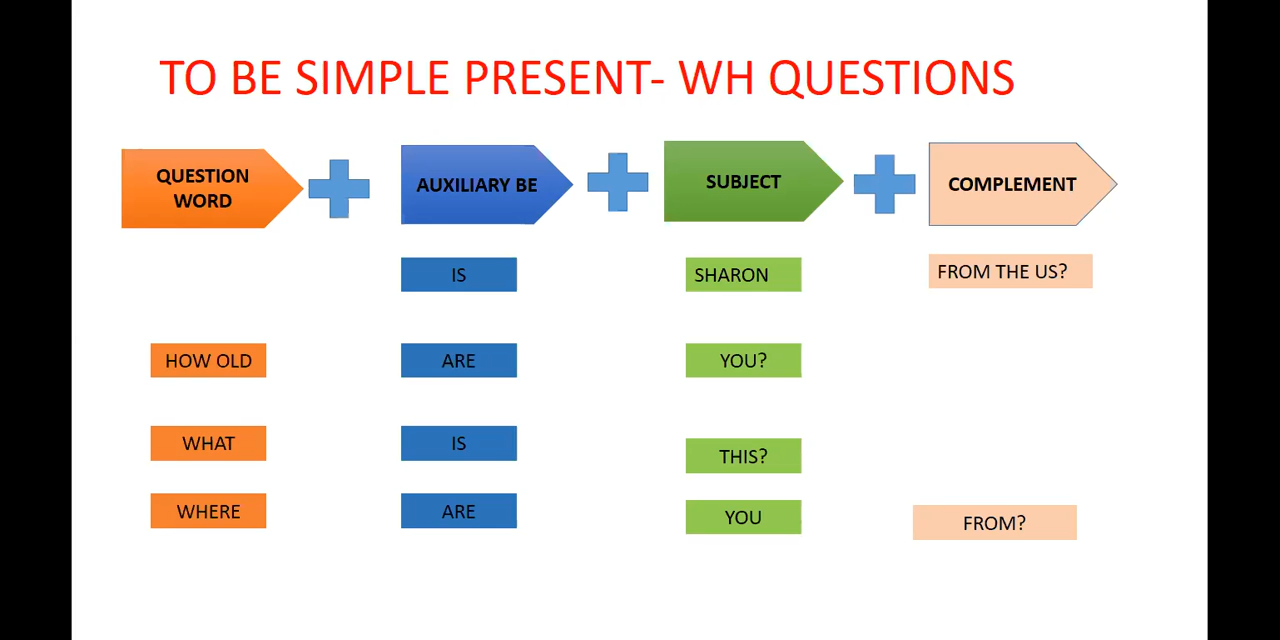 TO BE SIMPLE PRESENT- WH QUESTIONS
QUESTION
WORD
AUXILIARY BE
SUBJECT
COMPLEMENT
IS
SHARON
FROM THE US?
HOW OLD
ARE
YOU?
WHAT
IS
THIS?
WHERE
ARE
YOU
FROM?